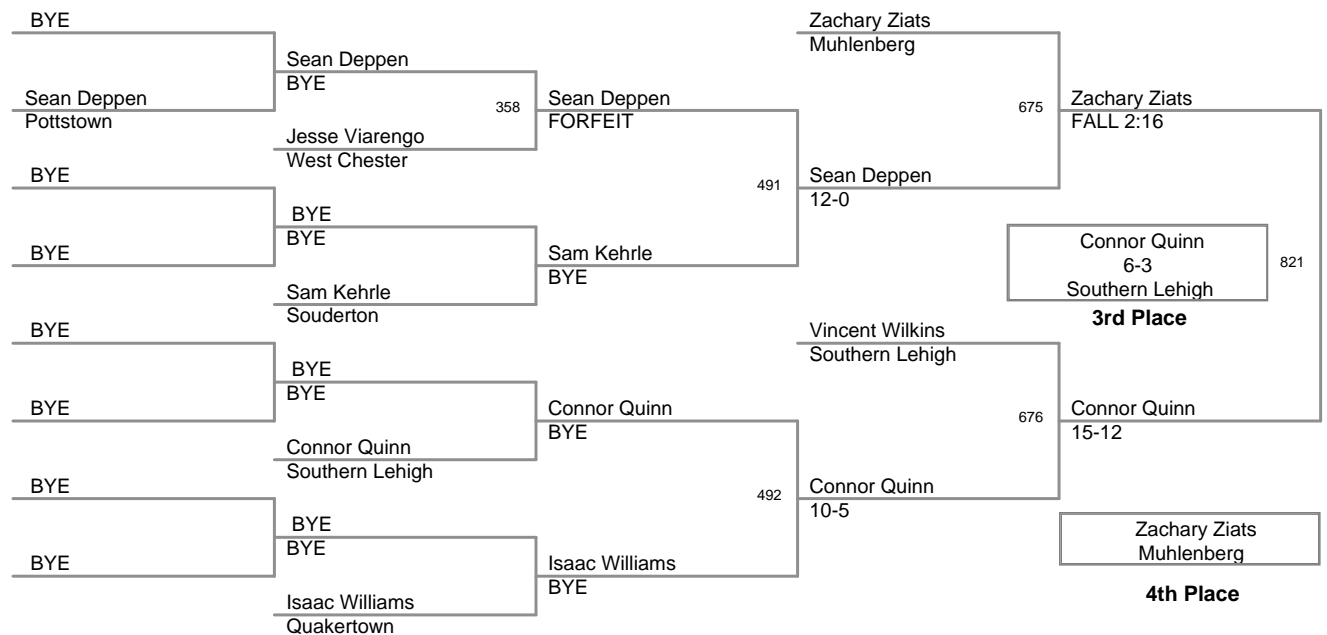 BYE
Sean Deppen
Pottstown
BYE
BYE
BYE
BYE
BYE
BYE
Sean Deppen
BYE
358
Jesse Viarengo
West Chester
BYE
BYE
Sam Kehrle
Souderton
BYE
BYE
Connor Quinn
Southern Lehigh
BYE
BYE
Isaac Williams
Quakertown
Sean Deppen
FORFEIT
491
Sam Kehrle
BYE
Connor Quinn
BYE
492
Isaac Williams
BYE
Zachary Ziats
Muhlenberg
675
Sean Deppen
12-0
Vincent Wilkins
Southern Lehigh
676
Connor Quinn
10-5
Zachary Ziats
FALL 2:16
Connor Quinn
6-3
Southern Lehigh
821
3rd Place
Connor Quinn
15-12
Zachary Ziats
Muhlenberg
4th Place